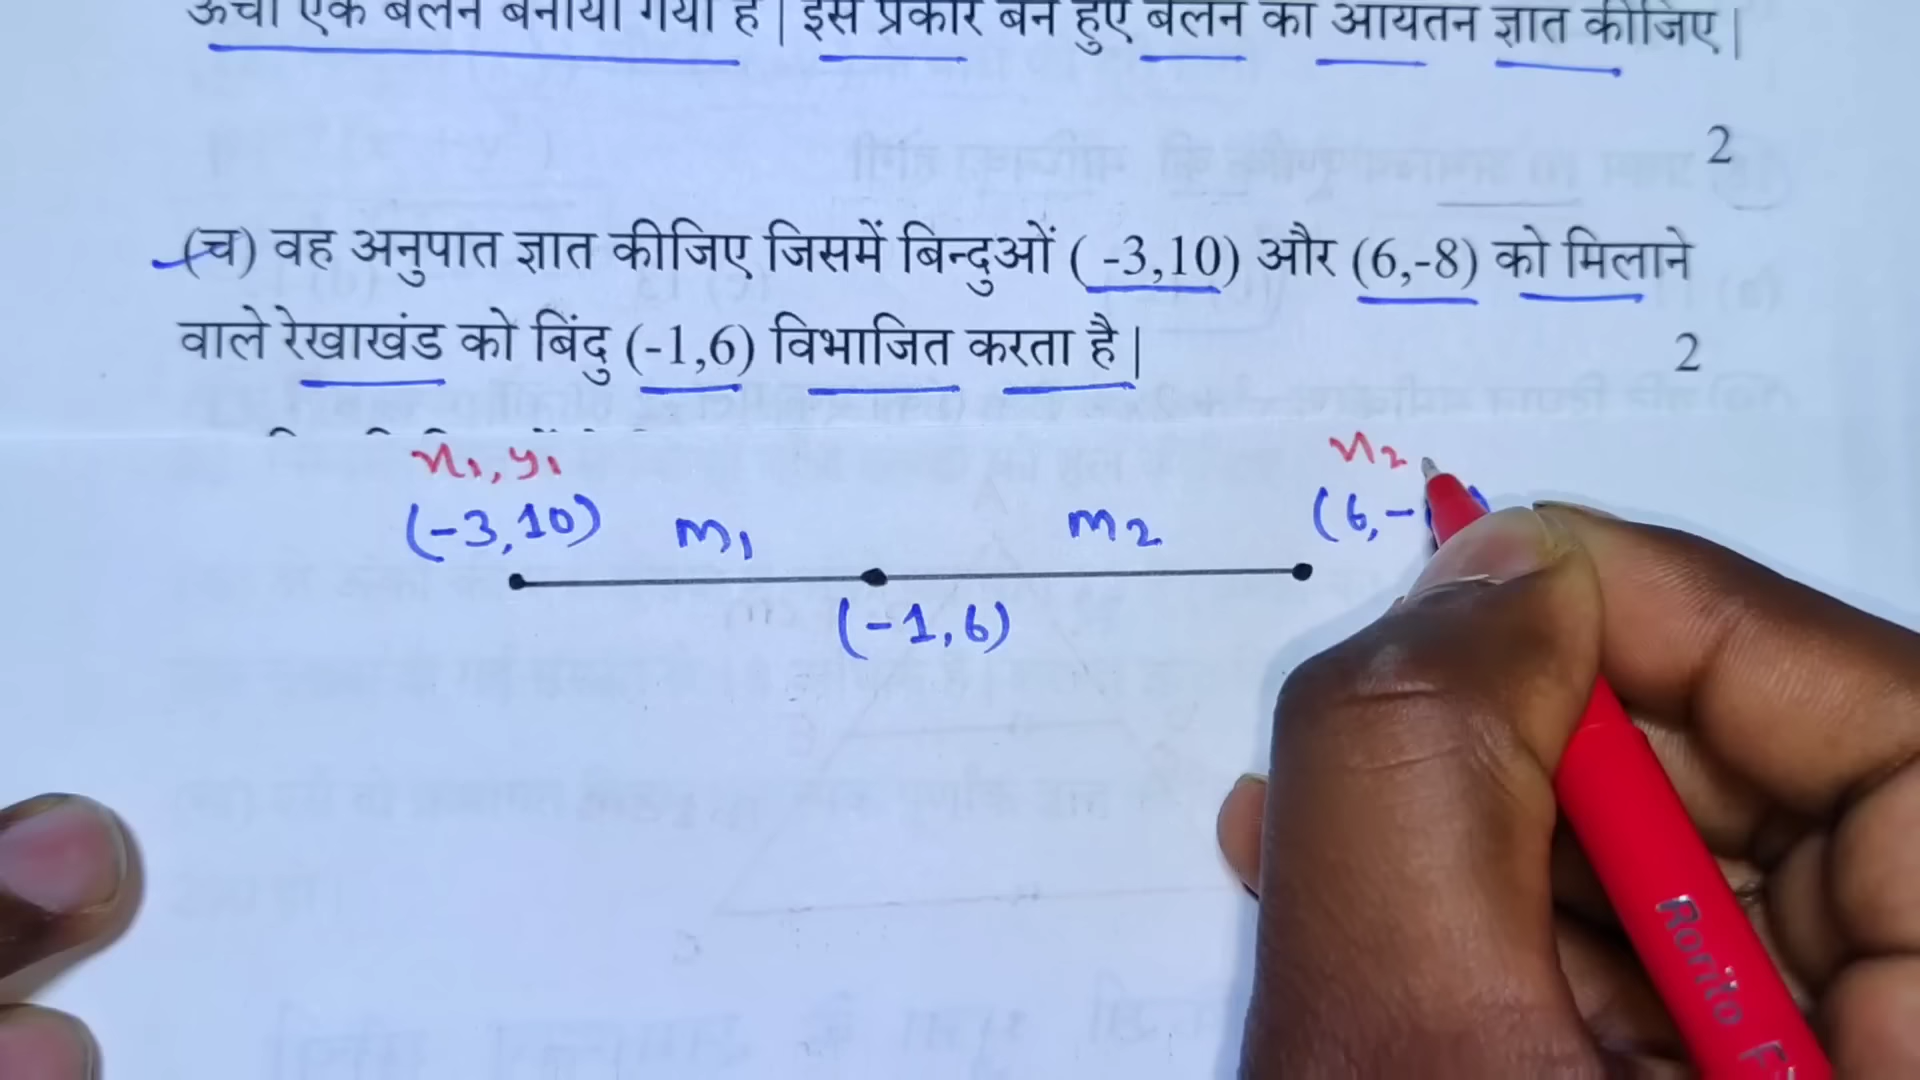 ऊंचा एक बेलन बनाया गया है | इस प्रकार बने हुए बेलन का आयतन ज्ञात कीजिए |
2
(च) वह अनुपात ज्ञात कीजिए जिसमें बिन्दुओं ( -3,10) और (6,-8) को मिलाने
वाले रेखाखंड को बिंदु (-1,6) विभाजित करता है |
2
x₁, y₁
x₂
(-3,10)
m₁
m₂
(6,-
(-1,6)
Rorito